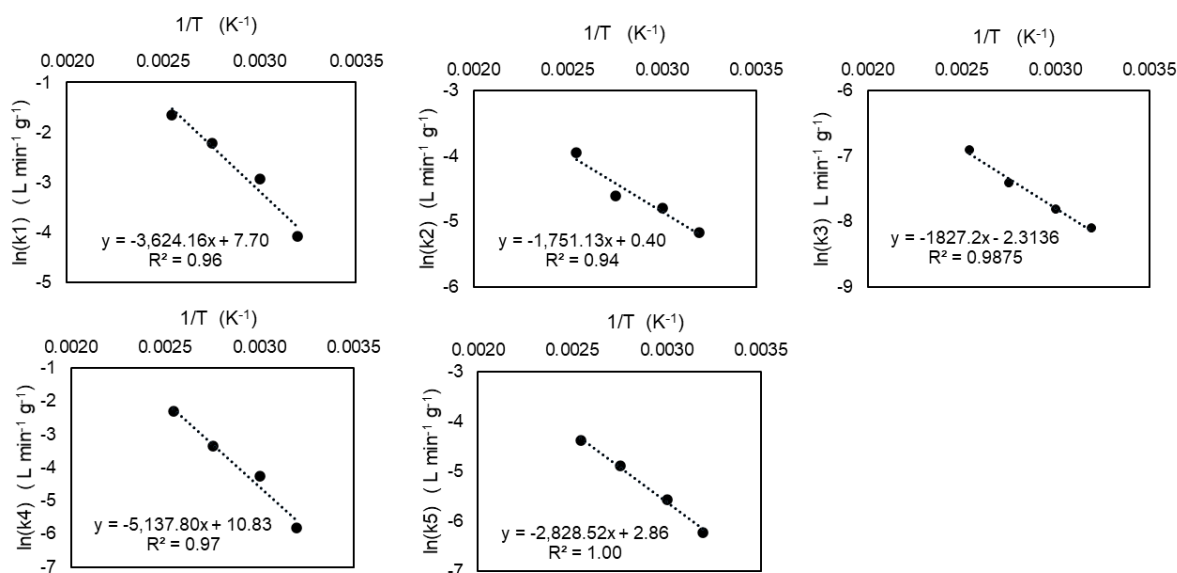 1/T (K⁻¹)
0.0020 0.0025 0.0030 0.0035
-1
-2
-3
-4
-5
ln(k1) ( L min⁻¹ g⁻¹)
y = -3,624.16x + 7.70
R² = 0.96
1/T (K⁻¹)
0.0020 0.0025 0.0030 0.0035
-3
-4
-5
-6
ln(k2) ( L min⁻¹ g⁻¹)
y = -1,751.13x + 0.40
R² = 0.94
1/T (K⁻¹)
0.0020 0.0025 0.0030 0.0035
-6
-7
-8
-9
ln(k3) L min⁻¹ g⁻¹)
y = -1827.2x - 2.3136
R² = 0.9875
1/T (K⁻¹)
0.0020 0.0025 0.0030 0.0035
-1
-2
-3
-4
-5
-6
-7
ln(k4) ( L min⁻¹ g⁻¹)
y = -5,137.80x + 10.83
R² = 0.97
1/T (K⁻¹)
0.0020 0.0025 0.0030 0.0035
-3
-4
-5
-6
-7
ln(k5) ( L min⁻¹ g⁻¹)
y = -2,828.52x + 2.86
R² = 1.00